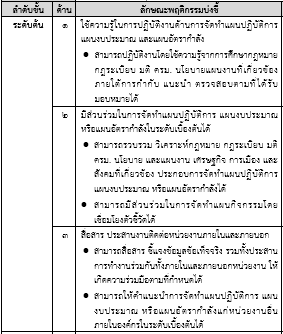 ลำดับชั้น ด้าน ลักษณะพฤติกรรมบ่งชี้
ระดับต้น ๑ ใช้ความรู้ในการปฏิบัติงานด้านการจัดทำแผนปฏิบัติการ
แผนงบประมาณ และแผนอัตรากำลัง
● สามารถปฏิบัติงานโดยใช้ความรู้จากการศึกษากฎหมาย
กฎระเบียบ มติ ครม. นโยบายแผนงานที่เกี่ยวข้อง
ภายใต้การกำกับ แนะนำ ตรวจสอบตามที่ได้รับ
มอบหมายได้
๒ มีส่วนร่วมในการจัดทำแผนปฏิบัติการ แผนงบประมาณ
หรือแผนอัตรากำลังในระดับเบื้องต้นได้
● สามารถรวบรวม วิเคราะห์กฎหมาย กฎระเบียบ มติ
ครม. นโยบาย และแผนงาน เศรษฐกิจ การเมือง และ
สังคมที่เกี่ยวข้อง ประกอบการจัดทำแผนปฏิบัติการ
แผนงบประมาณ หรือแผนอัตรากำลังได้
● สามารถมีส่วนร่วมในการจัดทำแผนกิจกรรมโดย
เชื่อมโยงตัวชี้วัดได้
๓ สื่อสาร ประสานงานติดต่อหน่วยงานภายในและภายนอก
● สามารถสื่อสาร ชี้แจงข้อมูลข้อเท็จจริง รวมทั้งประสาน
การทำงานร่วมกันทั้งภายในและภายนอกหน่วยงาน ให้
เกิดความร่วมมือตามที่กำหนดได้
● สามารถให้คำแนะนำการจัดทำแผนปฏิบัติการ แผน
งบประมาณ หรือแผนอัตรากำลังแก่หน่วยงานอื่น
ภายในองค์กรในระดับเบื้องต้นได้